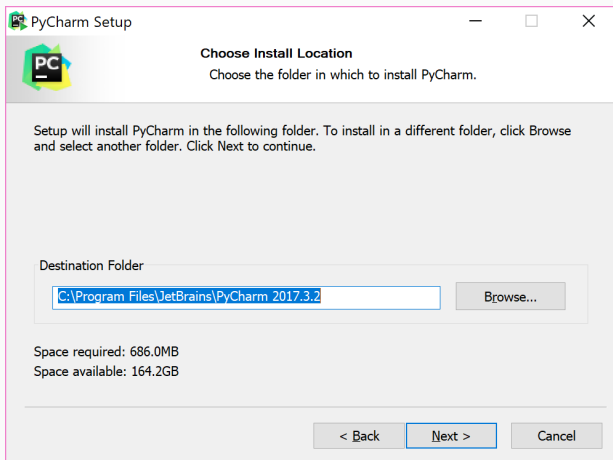 PyCharm Setup
PC
Choose Install Location
Choose the folder in which to install PyCharm.
Setup will install PyCharm in the following folder. To install in a different folder, click Browse
and select another folder. Click Next to continue.
Destination Folder
C:\Program Files\JetBrains\PyCharm 2017.3.2
Browse...
Space required: 686.0MB
Space available: 164.2GB
< Back
Next >
Cancel